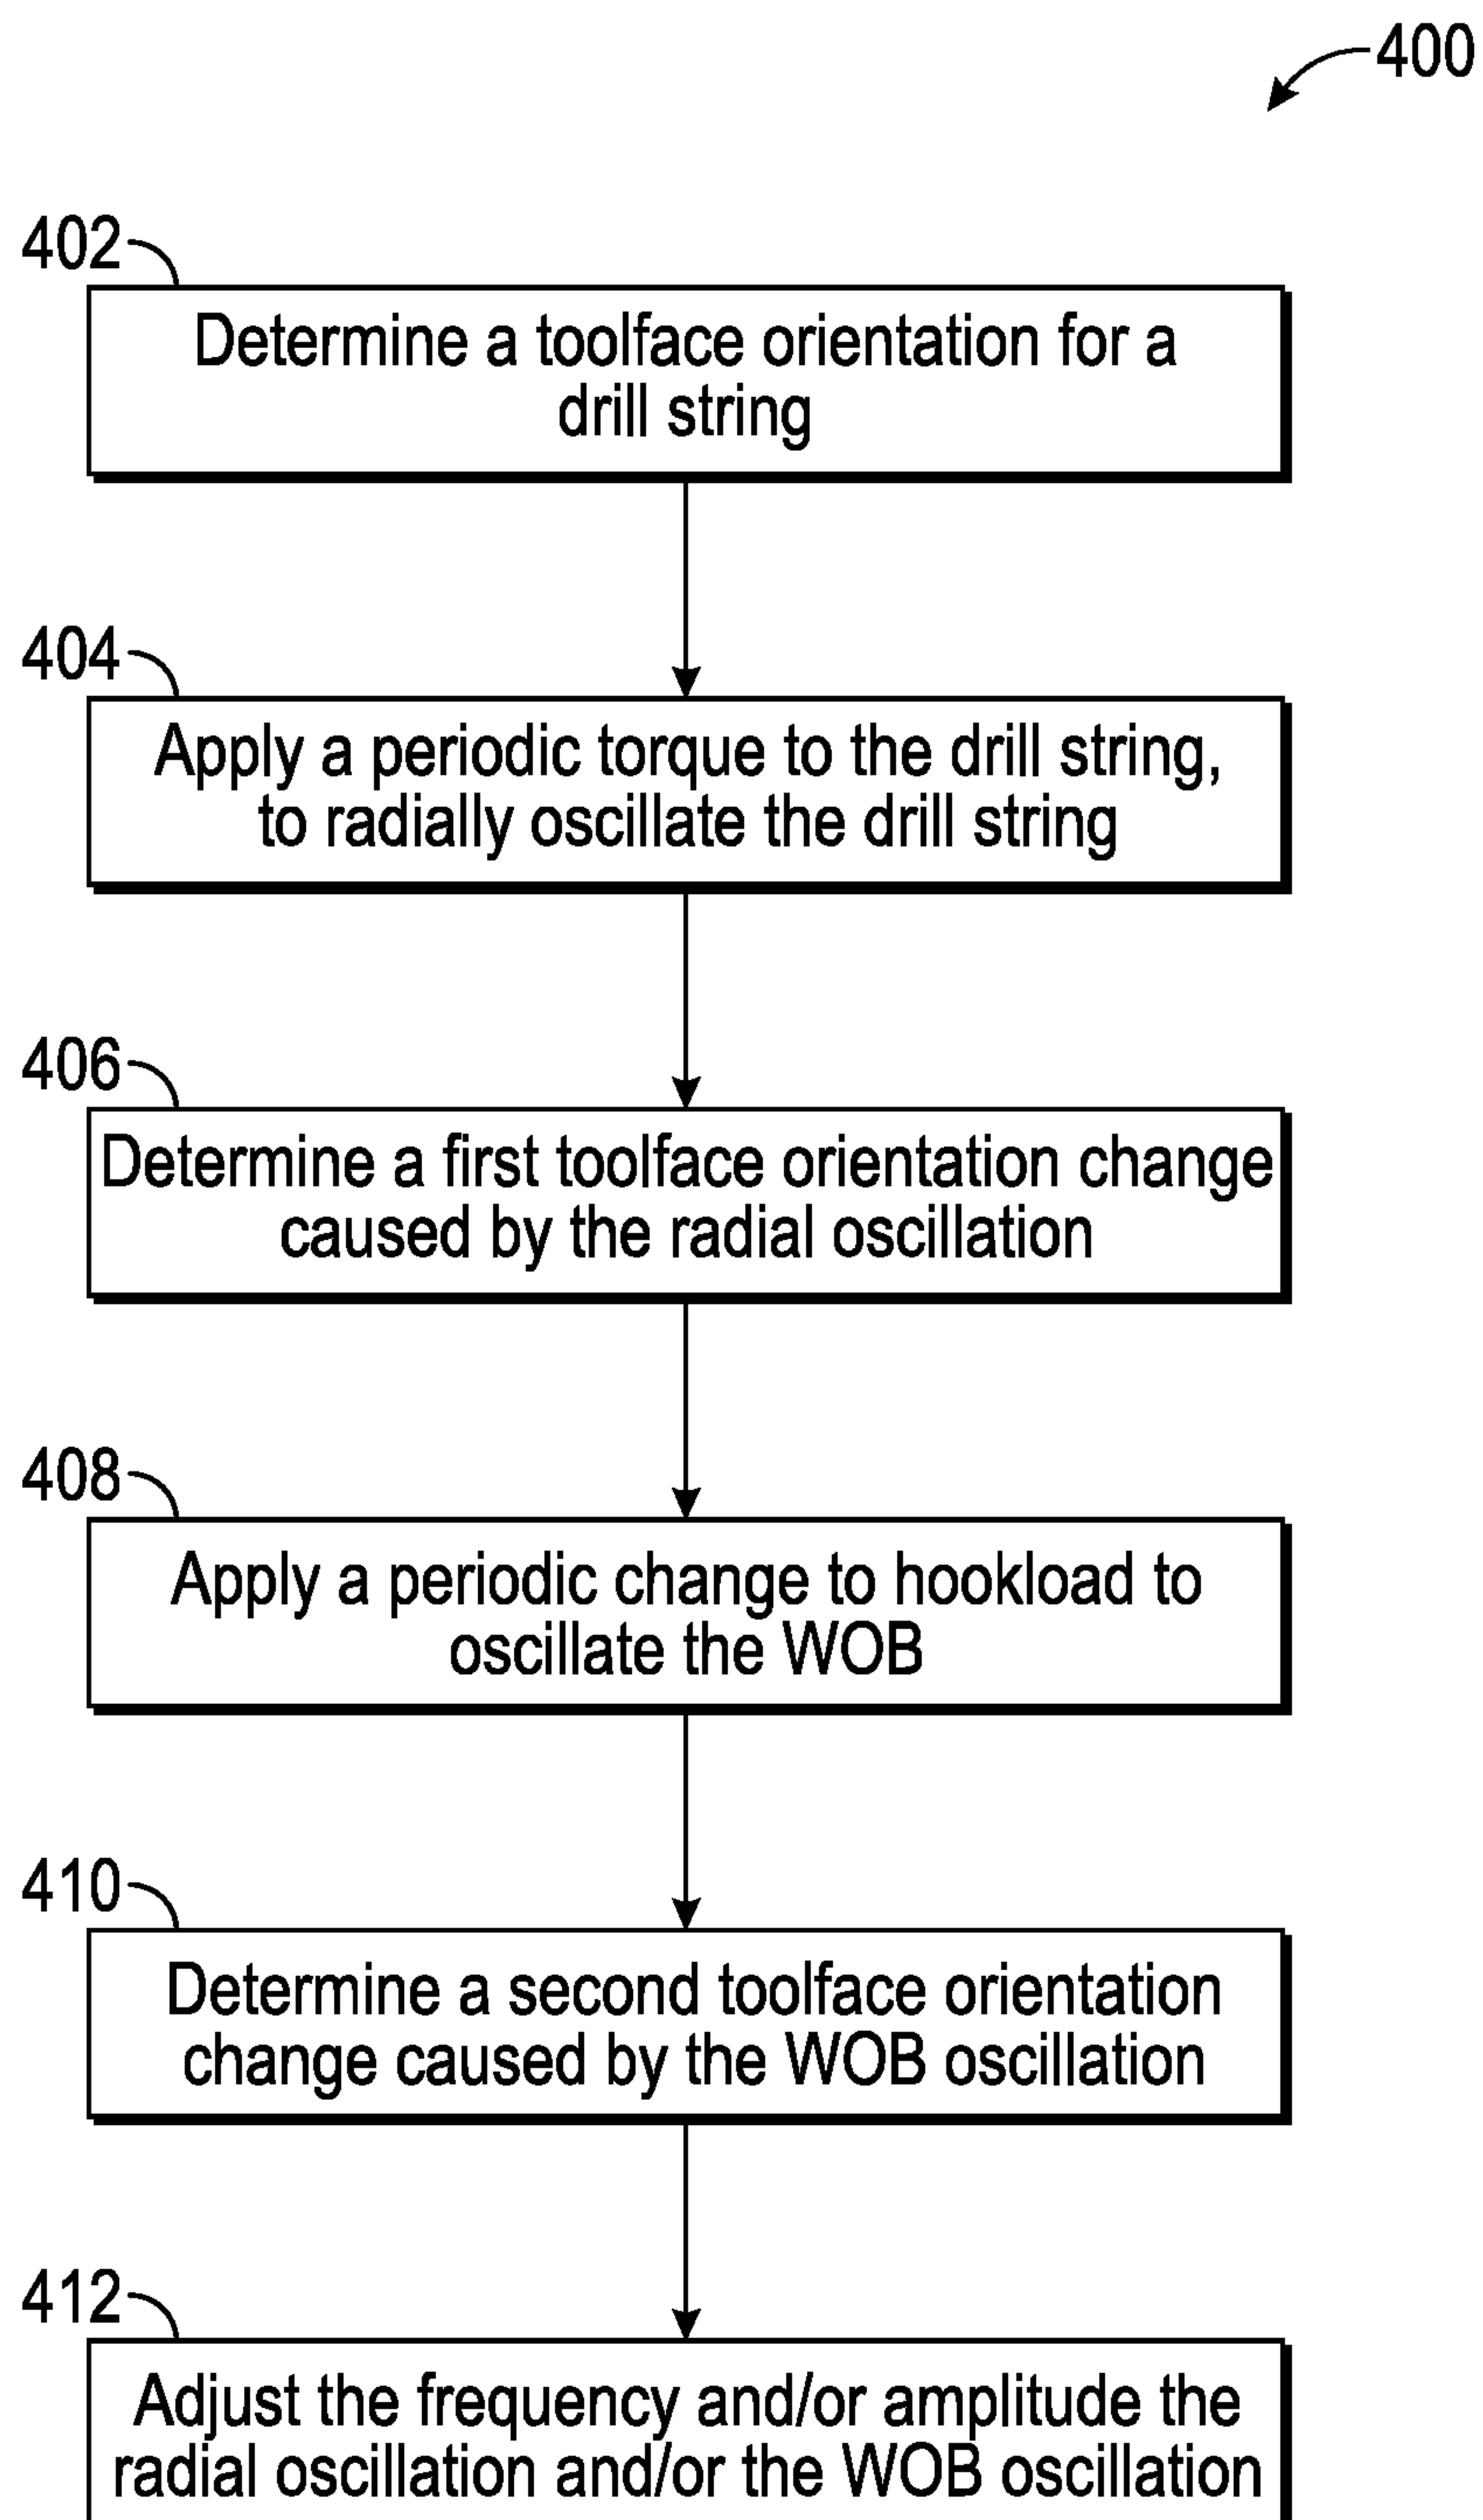 400
402
Determine a toolface orientation for a
drill string
404
Apply a periodic torque to the drill string,
to radially oscillate the drill string
406
Determine a first toolface orientation change
caused by the radial oscillation
408
Apply a periodic change to hookload to
oscillate the WOB
410
Determine a second toolface orientation
change caused by the WOB oscillation
412
Adjust the frequency and/or amplitude the
radial oscillation and/or the WOB oscillation